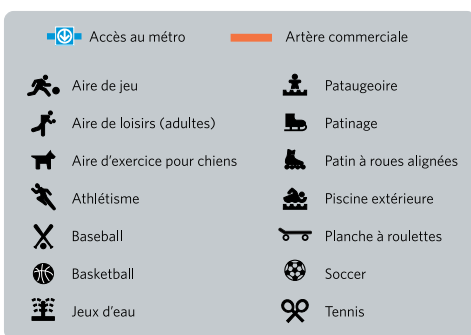 Accès au métro
Artère commerciale
Aire de jeu
Aire de loisirs (adultes)
Aire d'exercice pour chiens
Athlétisme
Baseball
Basketball
Jeux d'eau
Pataugeoire
Patinage
Patin à roues alignées
Piscine extérieure
Planche à roulettes
Soccer
Tennis